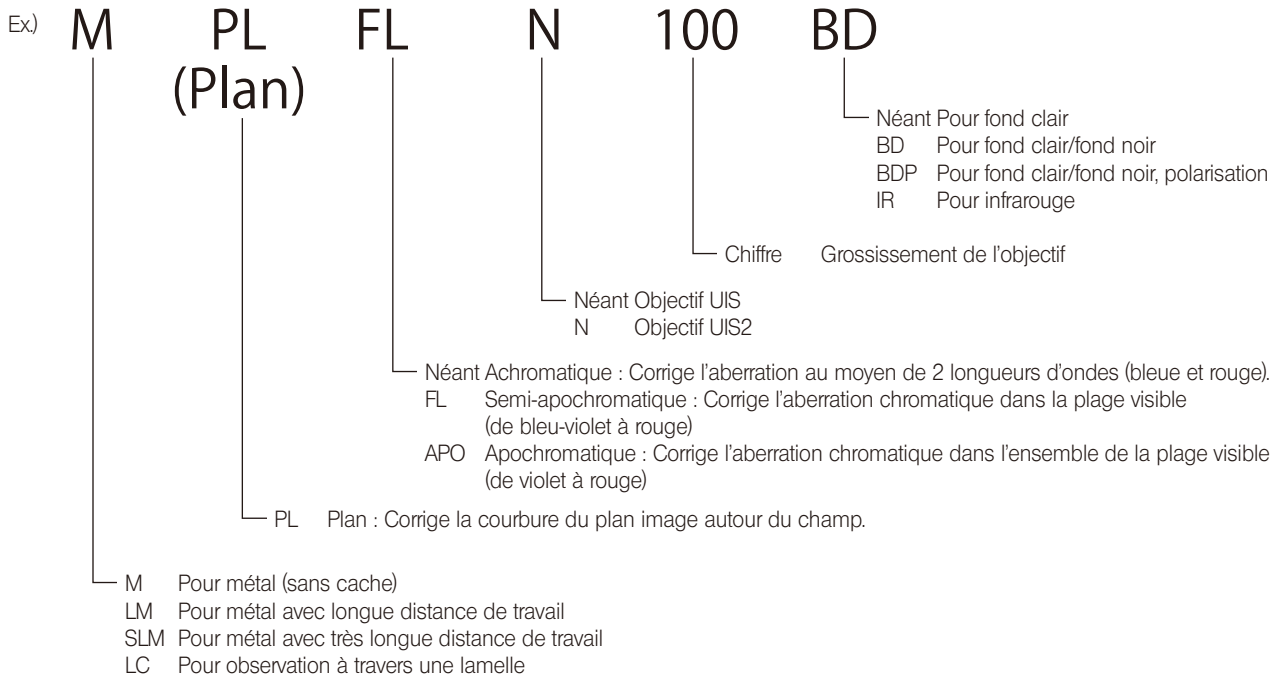 Ex.) M PL FL N 100 BD
(Plan)
Néant Pour fond clair
BD Pour fond clair/fond noir
BDP Pour fond clair/fond noir, polarisation
IR Pour infrarouge
Chiffre Grossissement de l’objectif
Néant Objectif UIS
N Objectif UIS2
Néant Achromatique : Corrige l’aberration au moyen de 2 longueurs d’ondes (bleue et rouge).
FL Semi-apochromatique : Corrige l’aberration chromatique dans la plage visible
(de bleu-violet à rouge)
APO Apochromatique : Corrige l’aberration chromatique dans l’ensemble de la plage visible
(de violet à rouge)
PL Plan : Corrige la courbure du plan image autour du champ.
M Pour métal (sans cache)
LM Pour métal avec longue distance de travail
SLM Pour métal avec très longue distance de travail
LC Pour observation à travers une lamelle